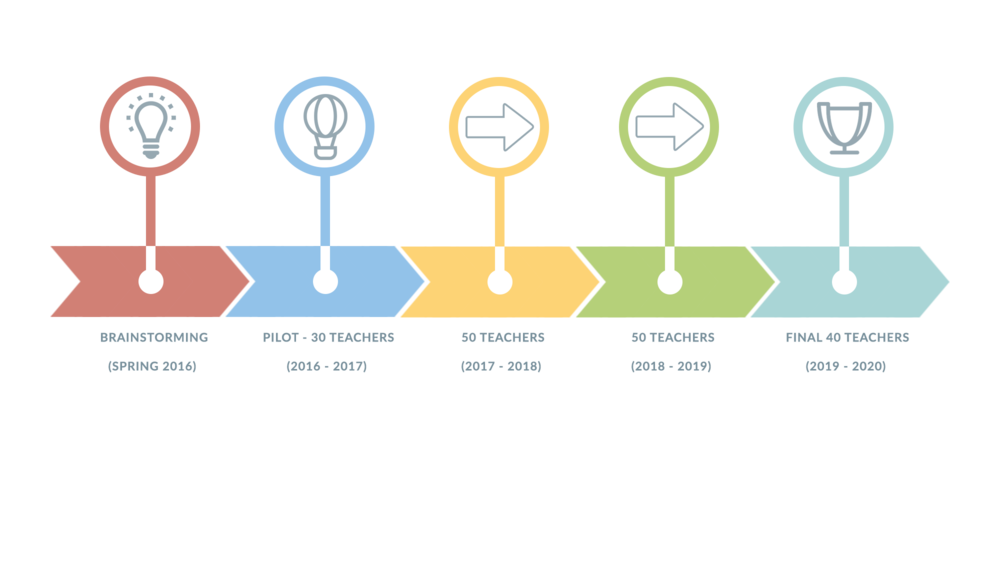 BRAINSTORMING
(SPRING 2016)
PILOT - 30 TEACHERS
(2016 - 2017)
50 TEACHERS
(2017 - 2018)
50 TEACHERS
(2018 - 2019)
FINAL 40 TEACHERS
(2019 - 2020)